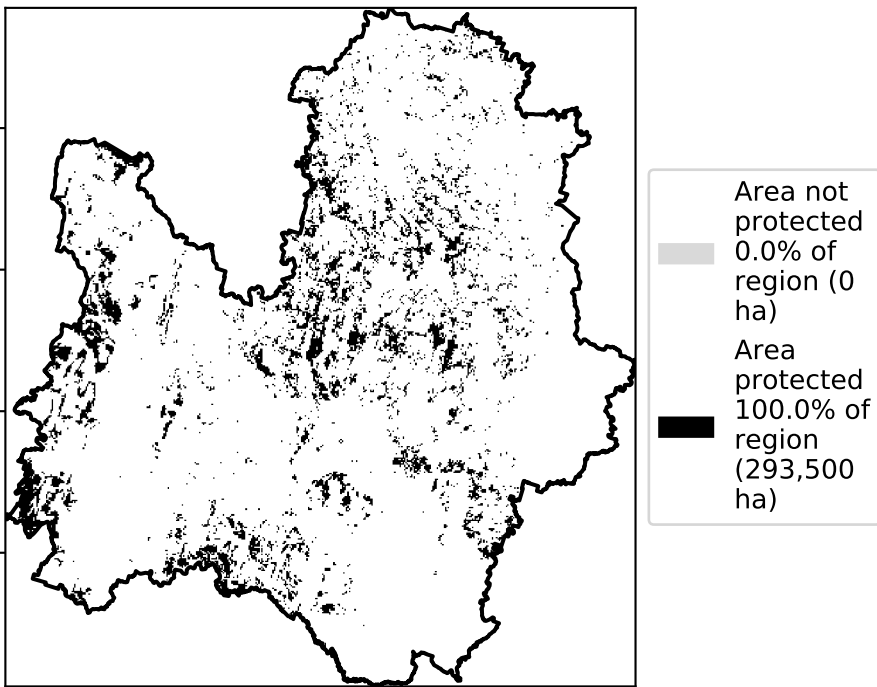 Area not
protected
0.0% of
region (0
ha)
Area
protected
100.0% of
region
(293,500
ha)